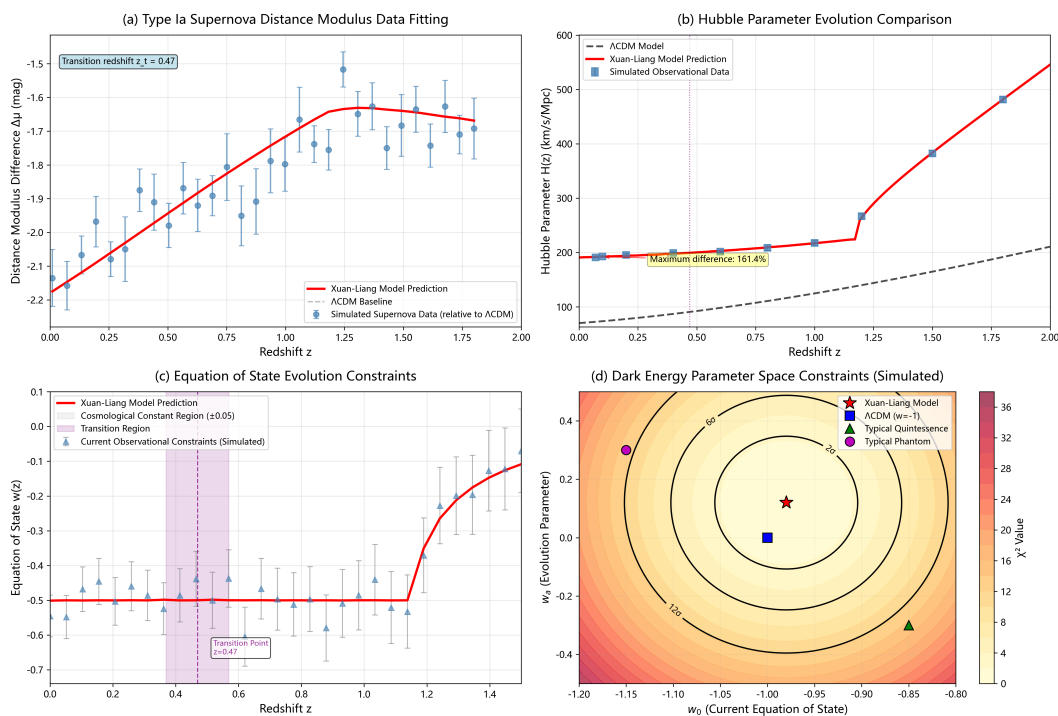 (a) Type Ia Supernova Distance Modulus Data Fitting
Distance Modulus Difference Δμ (mag)
-1.5
-1.6
-1.7
-1.8
-1.9
-2.0
-2.1
-2.2
Transition redshift z_t = 0.47
Xuan-Liang Model Prediction
ΛCDM Baseline
Simulated Supernova Data (relative to ΛCDM)
0.00 0.25 0.50 0.75 1.00 1.25 1.50 1.75 2.00
Redshift z
(b) Hubble Parameter Evolution Comparison
Hubble Parameter H(z) (km/s/Mpc)
600
500
400
300
200
100
ΛCDM Model
Xuan-Liang Model Prediction
Simulated Observational Data
Maximum difference: 161.4%
0.00 0.25 0.50 0.75 1.00 1.25 1.50 1.75 2.00
Redshift z
(c) Equation of State Evolution Constraints
Equation of State w(z)
0.1
0.0
-0.1
-0.2
-0.3
-0.4
-0.5
-0.6
-0.7
Xuan-Liang Model Prediction
Cosmological Constant Region (±0.05)
Transition Region
Current Observational Constraints (Simulated)
Transition Point
z=0.47
0.0 0.2 0.4 0.6 0.8 1.0 1.2 1.4
Redshift z
(d) Dark Energy Parameter Space Constraints (Simulated)
wₐ (Evolution Parameter)
0.4
0.2
0.0
-0.2
-0.4
Xuan-Liang Model
ΛCDM (w=-1)
Typical Quintessence
Typical Phantom
2σ
6σ
12σ
-1.20 -1.15 -1.10 -1.05 -1.00 -0.95 -0.90 -0.85 -0.80
w₀ (Current Equation of State)
36
32
28
24
20
16
12
8
4
0
χ² Value